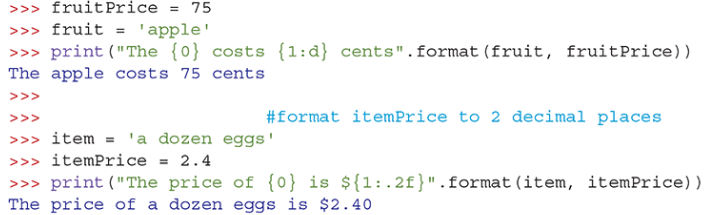 >>> fruitPrice = 75
>>> fruit = 'apple'
>>> print("The {0} costs {1:d} cents".format(fruit, fruitPrice))
The apple costs 75 cents
>>>
>>> #format itemPrice to 2 decimal places
>>> item = 'a dozen eggs'
>>> itemPrice = 2.4
>>> print("The price of {0} is ${1:.2f}".format(item, itemPrice))
The price of a dozen eggs is $2.40